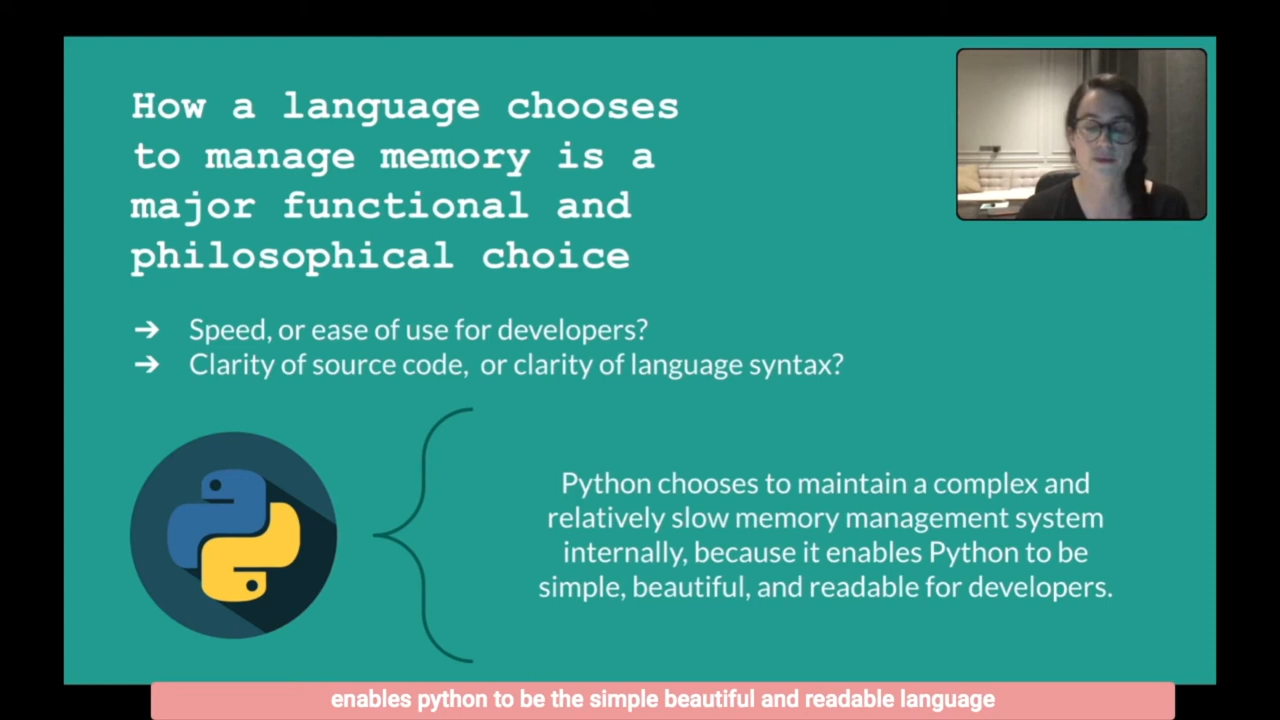 How a language chooses
to manage memory is a
major functional and
philosophical choice
➔ Speed, or ease of use for developers?
➔ Clarity of source code, or clarity of language syntax?
Python chooses to maintain a complex and
relatively slow memory management system
internally, because it enables Python to be
simple, beautiful, and readable for developers.
enables python to be the simple beautiful and readable language